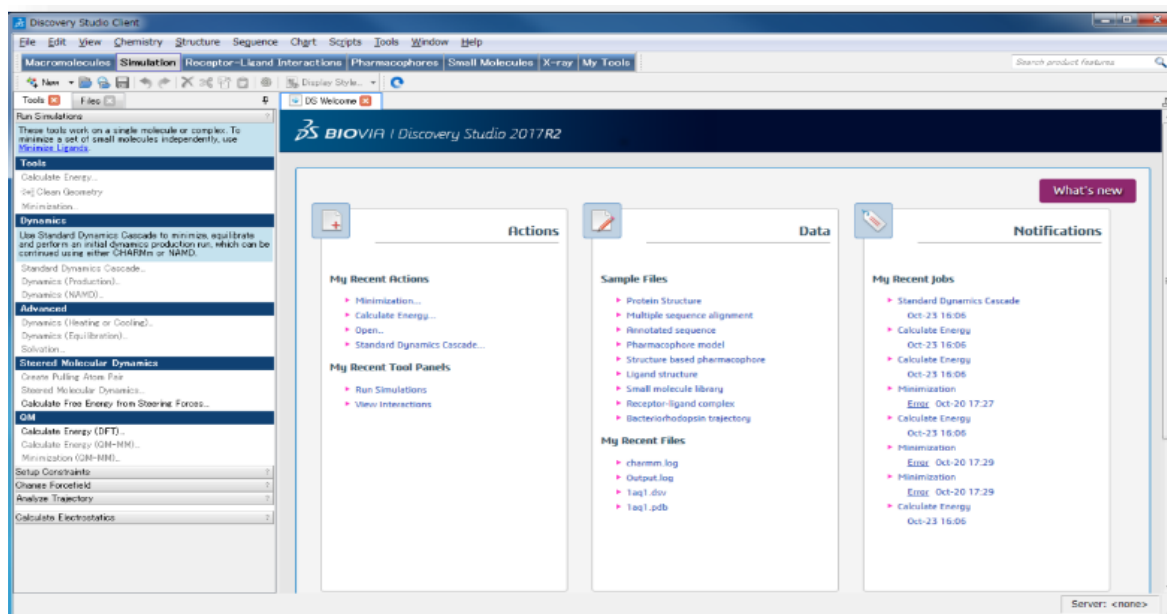 Discovery Studio Client
File Edit View Chemistry Structure Sequence Chart Scripts Tools Window Help
Macromolecules Simulation Receptor-Ligand Interactions Pharmacophores Small Molecules X-ray My Tools
Search product features
New Display Style...
Tools Files
DS Welcome
Run Simulations
These tools work on a single molecule or complex. To
minimize a set of small molecules independently, use
Minimize Ligands.
Tools
Calculate Energy...
Clean Geometry
Minimization...
Dynamics
Use Standard Dynamics Cascade to minimize, equilibrate
and perform an initial dynamics production run, which can be
continued using either CHARMm or NAMD.
Standard Dynamics Cascade...
Dynamics (Production)...
Dynamics (NAMD)...
Advanced
Dynamics (Heating or Cooling)...
Dynamics (Equilibration)...
Solvation...
Steered Molecular Dynamics
Create Pulling Atom Pair
Steered Molecular Dynamics...
Calculate Free Energy from Steering Forces...
QM
Calculate Energy (DFT)...
Calculate Energy (QM-MM)...
Minimization (QM-MM)...
Setup Constraints
Change Forcefield
Analyze Trajectory
Calculate Electrostatics
BIOVIA | Discovery Studio 2017R2
What's new
Actions
My Recent Actions
Minimization...
Calculate Energy...
Open...
Standard Dynamics Cascade...
My Recent Tool Panels
Run Simulations
View Interactions
Data
Sample Files
Protein Structure
Multiple sequence alignment
Annotated sequence
Pharmacophore model
Structure based pharmacophore
Ligand structure
Small molecule library
Receptor-ligand complex
Bacteriorhodopsin trajectory
My Recent Files
charmm.log
Output.log
1aq1.dsv
1aq1.pdb
Notifications
My Recent Jobs
Standard Dynamics Cascade
Oct-23 16:06
Calculate Energy
Oct-23 16:06
Calculate Energy
Oct-23 16:06
Minimization
Error Oct-20 17:27
Calculate Energy
Oct-23 16:06
Minimization
Error Oct-20 17:29
Minimization
Error Oct-20 17:29
Calculate Energy
Oct-23 16:06
Server: <none>